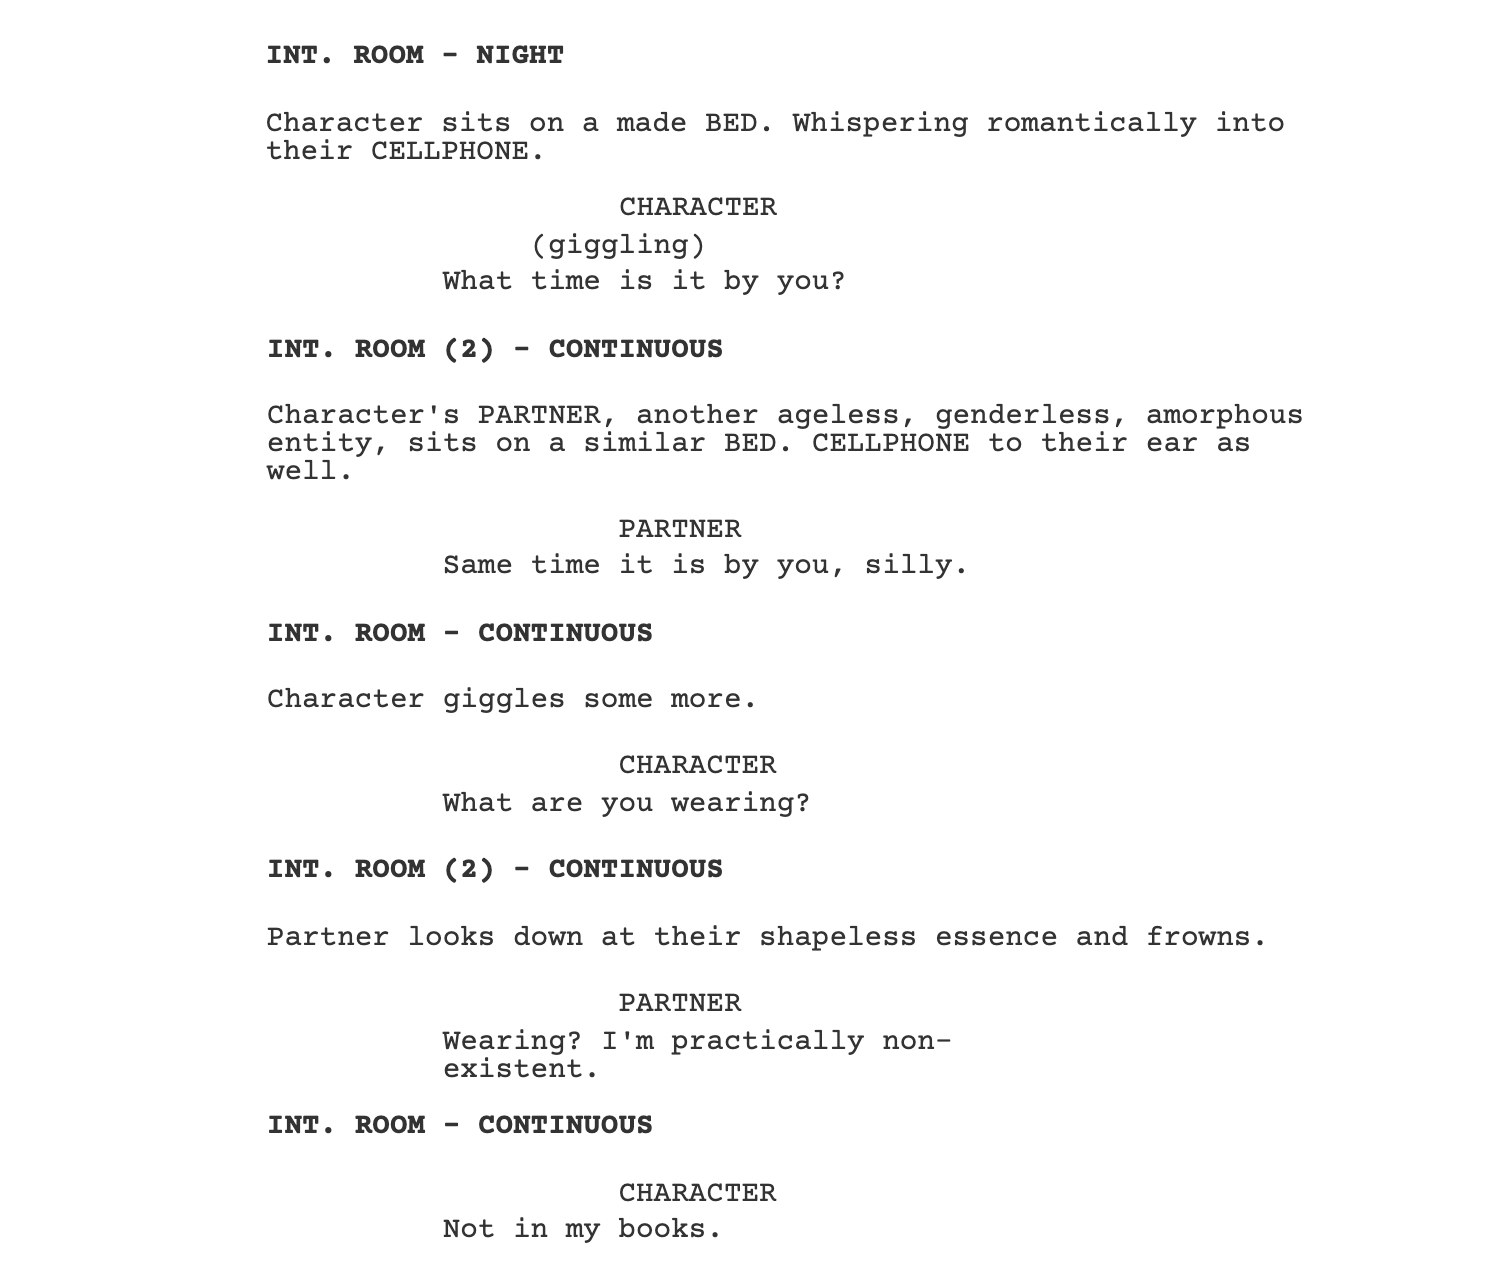 INT. ROOM - NIGHT
Character sits on a made BED. Whispering romantically into
their CELLPHONE.
CHARACTER
(giggling)
What time is it by you?
INT. ROOM (2) - CONTINUOUS
Character's PARTNER, another ageless, genderless, amorphous
entity, sits on a similar BED. CELLPHONE to their ear as
well.
PARTNER
Same time it is by you, silly.
INT. ROOM - CONTINUOUS
Character giggles some more.
CHARACTER
What are you wearing?
INT. ROOM (2) - CONTINUOUS
Partner looks down at their shapeless essence and frowns.
PARTNER
Wearing? I'm practically non-
existent.
INT. ROOM - CONTINUOUS
CHARACTER
Not in my books.